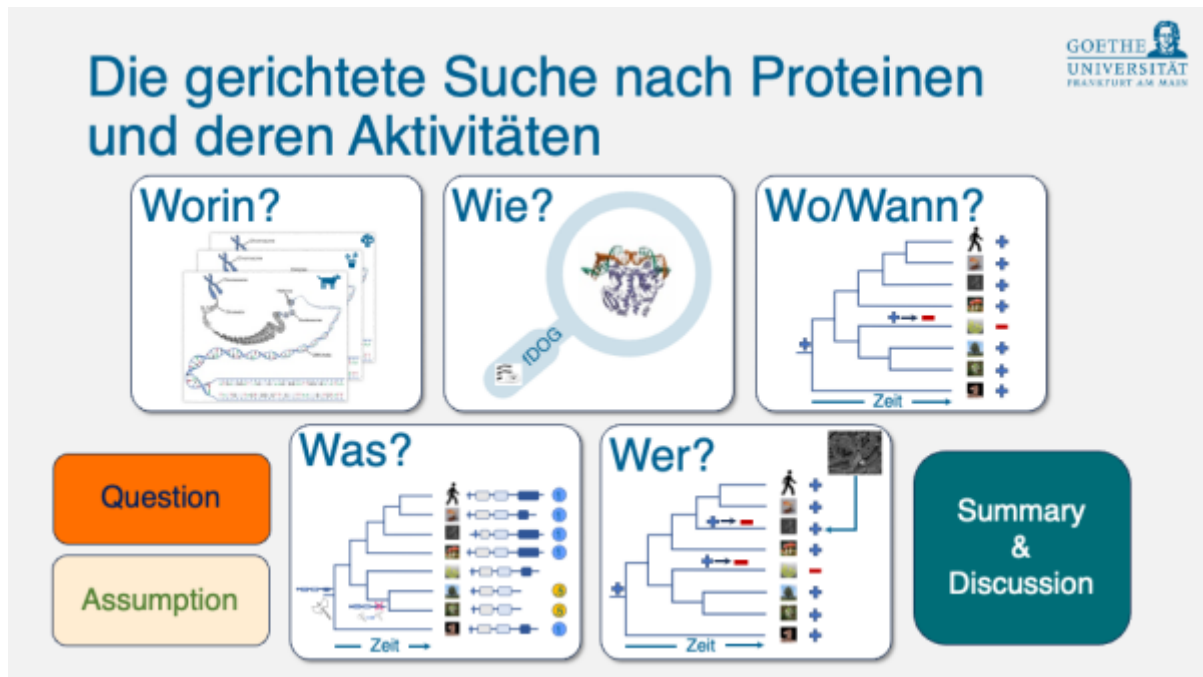 Die gerichtete Suche nach Proteinen
und deren Aktivitäten
GOETHE
UNIVERSITÄT
FRANKFURT AM MAIN
Worin?
Wie?
fDOG
Wo/Wann?
Zeit
Was?
Zeit
Wer?
Zeit
Question
Assumption
Summary
&
Discussion